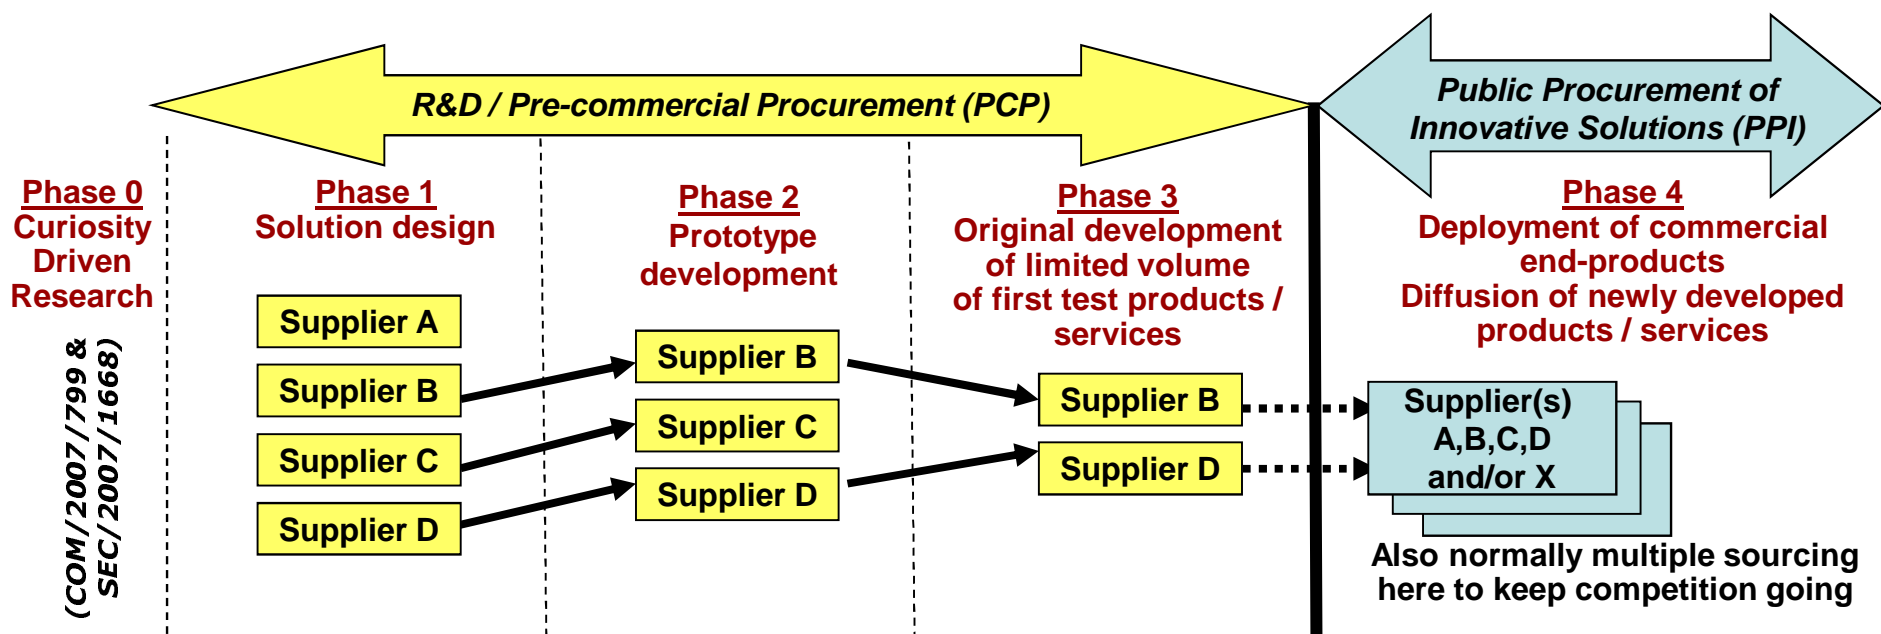 R&D / Pre-commercial Procurement (PCP)
Public Procurement of
Innovative Solutions (PPI)
Phase 0
Curiosity
Driven
Research
(COM/2007/799 &
SEC/2007/1668)
Phase 1
Solution design
Supplier A
Supplier B
Supplier C
Supplier D
Phase 2
Prototype
development
Supplier B
Supplier C
Supplier D
Phase 3
Original development
of limited volume
of first test products /
services
Supplier B
Supplier D
Phase 4
Deployment of commercial
end-products
Diffusion of newly developed
products / services
Supplier(s)
A,B,C,D
and/or X
Also normally multiple sourcing
here to keep competition going